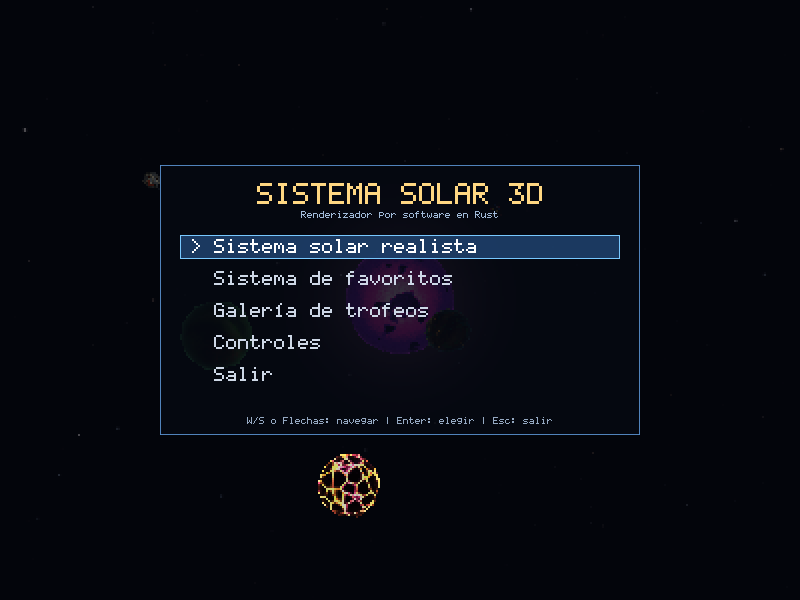 SISTEMA SOLAR 3D
Renderizador Por software en Rust
> Sistema solar realista
Sistema de favoritos
Galería de trofeos
Controles
Salir
W/S o Flechas: navegar | Enter: elegir | Esc: salir